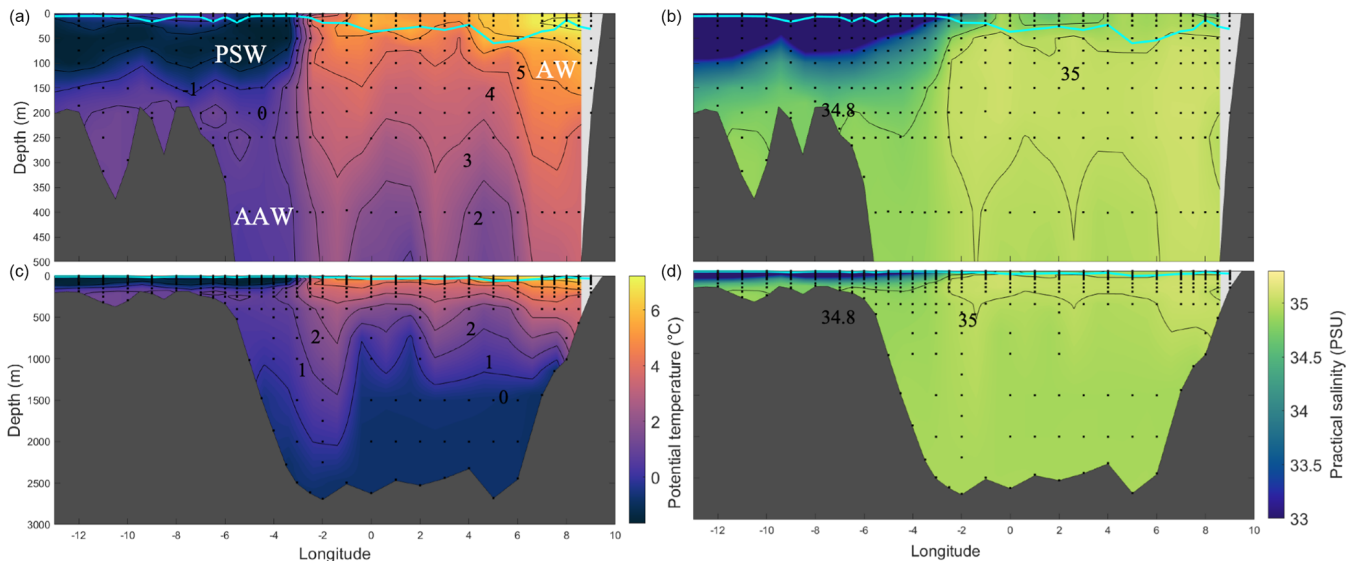 (a)
0
50
100
150
200
250
300
350
400
450
500
Depth (m)
PSW
AW
AAW
-1
0
5
4
3
2
(b)
34.8
35
(c)
0
500
1000
1500
2000
2500
3000
Depth (m)
2
1
2
1
0
-12 -10 -8 -6 -4 -2 0 2 4 6 8 10
Longitude
6
4
2
0
Potential temperature (°C)
(d)
34.8
35
-12 -10 -8 -6 -4 -2 0 2 4 6 8 10
Longitude
35
34.5
34
33.5
33
Practical salinity (PSU)